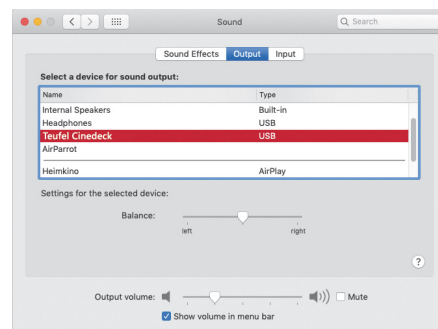 Sound
Search
Sound Effects Output Input
Select a device for sound output:
Name Type
Internal Speakers Built-in
Headphones USB
Teufel Cinedeck USB
AirParrot
Heimkino AirPlay
Settings for the selected device:
Balance:
left right
?
Output volume: Mute
Show volume in menu bar